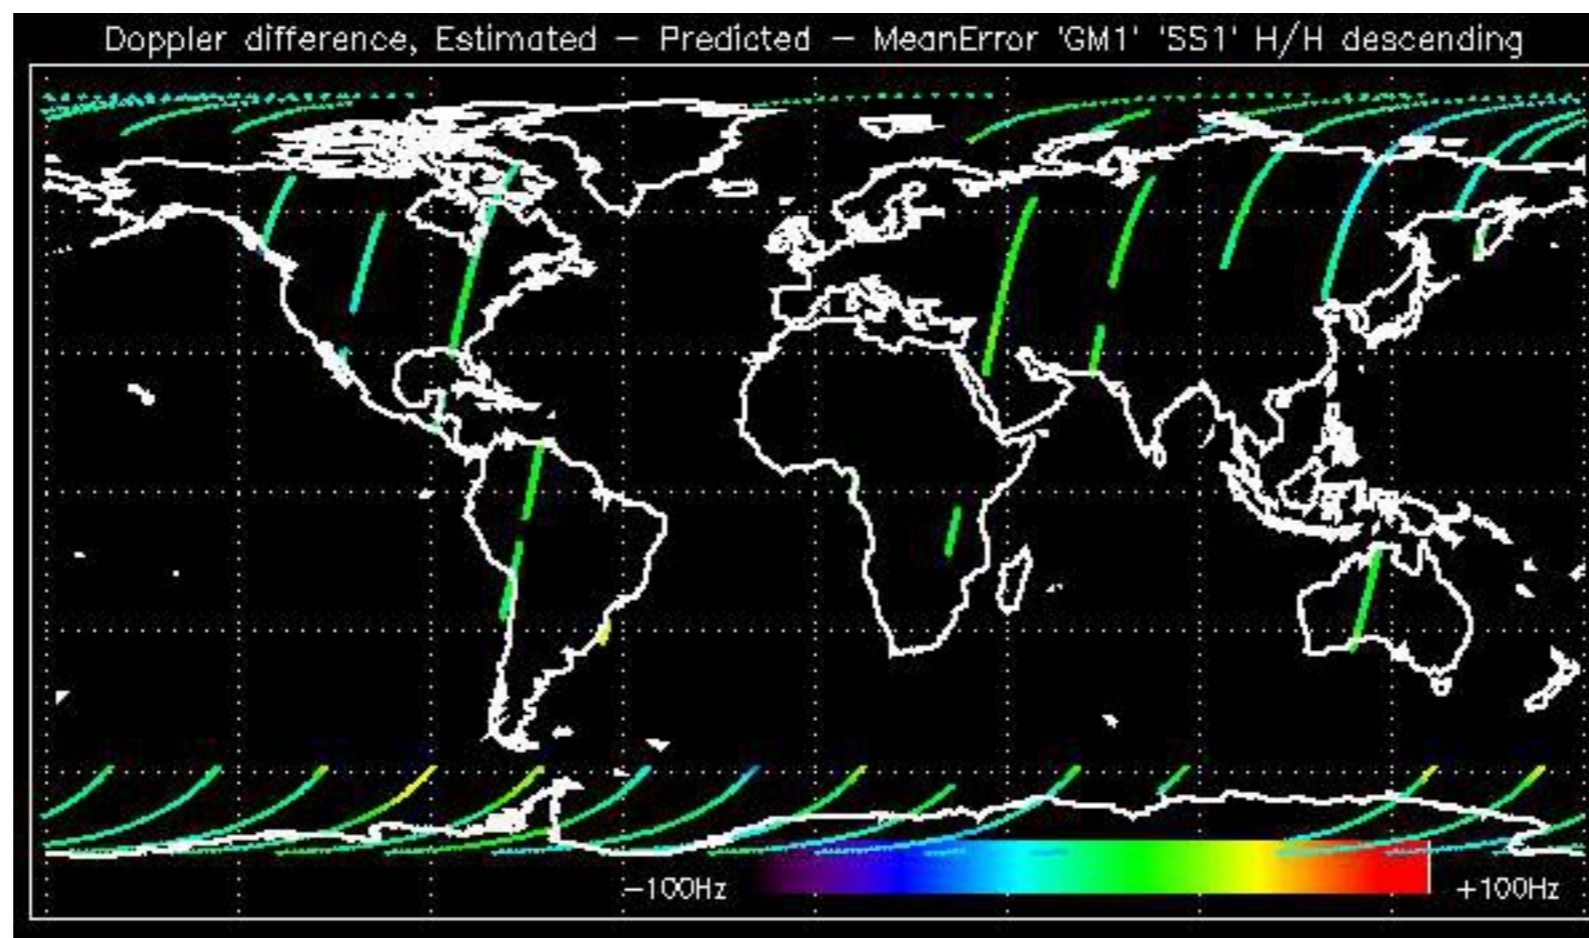 Doppler difference, Estimated – Predicted – MeanError 'GM1' 'SS1' H/H descending
−100Hz
+100Hz